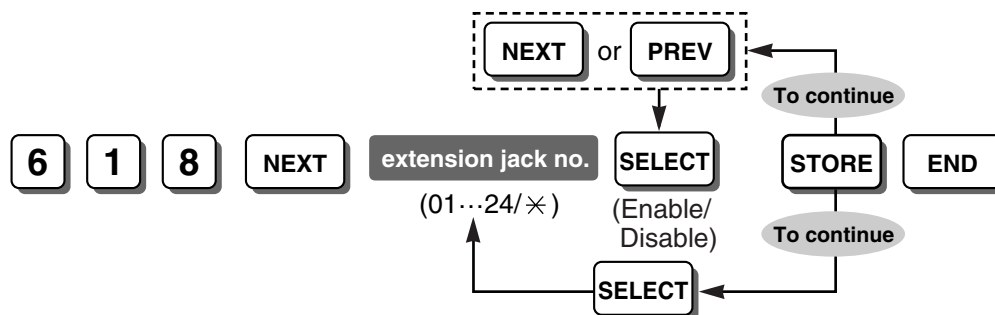 NEXT or PREV
To continue
6 1 8 NEXT extension jack no. SELECT STORE END
(01···24/✳)
(Enable/
Disable)
To continue
SELECT